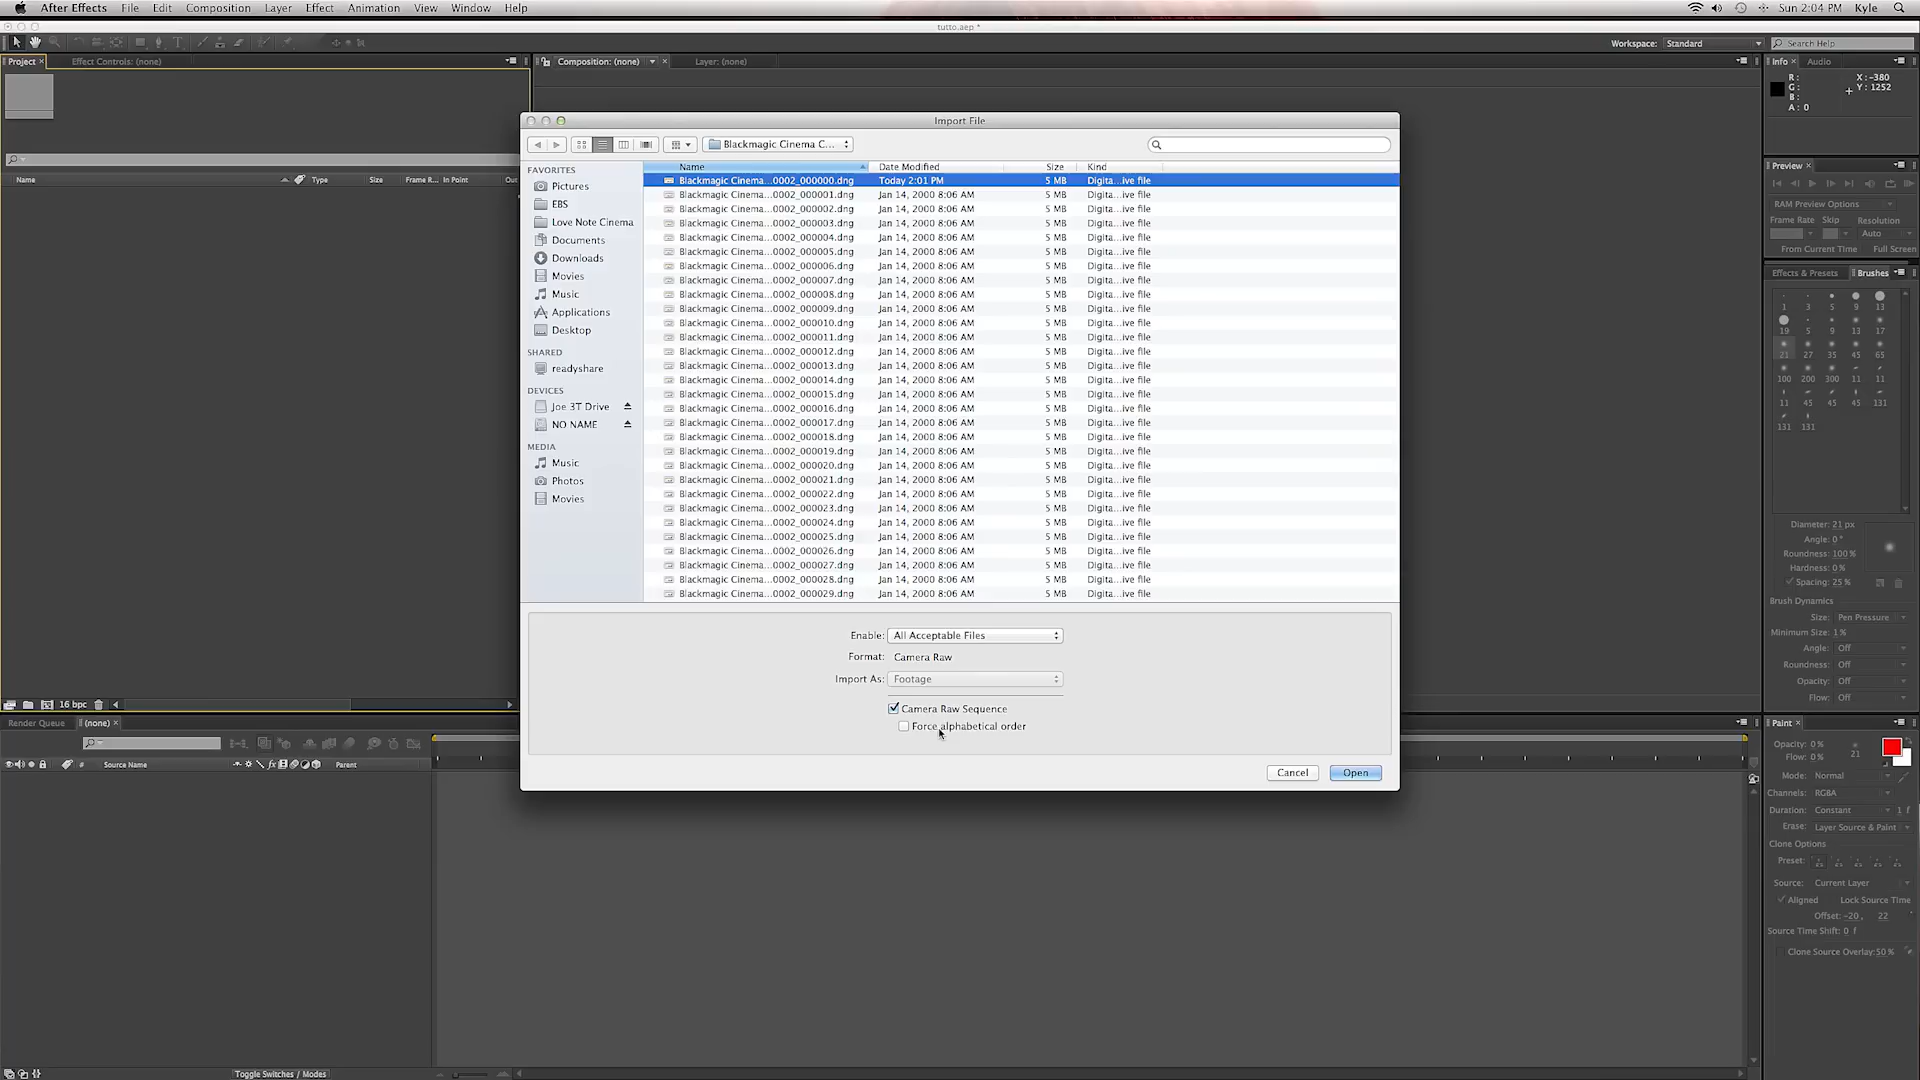 After Effects File Edit Composition Layer Effect Animation View Window Help Sun 2:04 PM Kyle
tutto.aep *
Workspace: Standard Search Help
Project Effect Controls: (none) Composition: (none) Layer: (none) Info Audio
R: X: -380
G: Y: 1252
B:
A: 0
Import File
Blackmagic Cinema C...
Name Type Size Frame R... In Point Out
Name Date Modified Size Kind
FAVORITES
Pictures
EBS
Love Note Cinema
Documents
Downloads
Movies
Music
Applications
Desktop
SHARED
readyshare
DEVICES
Joe 3T Drive
NO NAME
MEDIA
Music
Photos
Movies
Blackmagic Cinema...0002_000000.dng Today 2:01 PM 5 MB Digita...ive file
Blackmagic Cinema...0002_000001.dng Jan 14, 2000 8:06 AM 5 MB Digita...ive file
Blackmagic Cinema...0002_000002.dng Jan 14, 2000 8:06 AM 5 MB Digita...ive file
Blackmagic Cinema...0002_000003.dng Jan 14, 2000 8:06 AM 5 MB Digita...ive file
Blackmagic Cinema...0002_000004.dng Jan 14, 2000 8:06 AM 5 MB Digita...ive file
Blackmagic Cinema...0002_000005.dng Jan 14, 2000 8:06 AM 5 MB Digita...ive file
Blackmagic Cinema...0002_000006.dng Jan 14, 2000 8:06 AM 5 MB Digita...ive file
Blackmagic Cinema...0002_000007.dng Jan 14, 2000 8:06 AM 5 MB Digita...ive file
Blackmagic Cinema...0002_000008.dng Jan 14, 2000 8:06 AM 5 MB Digita...ive file
Blackmagic Cinema...0002_000009.dng Jan 14, 2000 8:06 AM 5 MB Digita...ive file
Blackmagic Cinema...0002_000010.dng Jan 14, 2000 8:06 AM 5 MB Digita...ive file
Blackmagic Cinema...0002_000011.dng Jan 14, 2000 8:06 AM 5 MB Digita...ive file
Blackmagic Cinema...0002_000012.dng Jan 14, 2000 8:06 AM 5 MB Digita...ive file
Blackmagic Cinema...0002_000013.dng Jan 14, 2000 8:06 AM 5 MB Digita...ive file
Blackmagic Cinema...0002_000014.dng Jan 14, 2000 8:06 AM 5 MB Digita...ive file
Blackmagic Cinema...0002_000015.dng Jan 14, 2000 8:06 AM 5 MB Digita...ive file
Blackmagic Cinema...0002_000016.dng Jan 14, 2000 8:06 AM 5 MB Digita...ive file
Blackmagic Cinema...0002_000017.dng Jan 14, 2000 8:06 AM 5 MB Digita...ive file
Blackmagic Cinema...0002_000018.dng Jan 14, 2000 8:06 AM 5 MB Digita...ive file
Blackmagic Cinema...0002_000019.dng Jan 14, 2000 8:06 AM 5 MB Digita...ive file
Blackmagic Cinema...0002_000020.dng Jan 14, 2000 8:06 AM 5 MB Digita...ive file
Blackmagic Cinema...0002_000021.dng Jan 14, 2000 8:06 AM 5 MB Digita...ive file
Blackmagic Cinema...0002_000022.dng Jan 14, 2000 8:06 AM 5 MB Digita...ive file
Blackmagic Cinema...0002_000023.dng Jan 14, 2000 8:06 AM 5 MB Digita...ive file
Blackmagic Cinema...0002_000024.dng Jan 14, 2000 8:06 AM 5 MB Digita...ive file
Blackmagic Cinema...0002_000025.dng Jan 14, 2000 8:06 AM 5 MB Digita...ive file
Blackmagic Cinema...0002_000026.dng Jan 14, 2000 8:06 AM 5 MB Digita...ive file
Blackmagic Cinema...0002_000027.dng Jan 14, 2000 8:06 AM 5 MB Digita...ive file
Blackmagic Cinema...0002_000028.dng Jan 14, 2000 8:06 AM 5 MB Digita...ive file
Blackmagic Cinema...0002_000029.dng Jan 14, 2000 8:06 AM 5 MB Digita...ive file
Enable: All Acceptable Files
Format: Camera Raw
Import As: Footage
Camera Raw Sequence
Force alphabetical order
Cancel Open
Preview
RAM Preview Options
Frame Rate Skip Resolution
Auto
From Current Time Full Screen
Effects & Presets Brushes
1 3 5 9 13
19 5 9 13 17
21 27 35 45 65
100 200 300 11 11
11 45 45 45 131
131 131
Diameter: 21 px
Angle: 0°
Roundness: 100%
Hardness: 0%
Spacing: 25%
Brush Dynamics
Size: Pen Pressure
Minimum Size: 1%
Angle: Off
Roundness: Off
Opacity: Off
Flow: Off
16 bpc
Render Queue (none)
# Source Name fx Parent
Toggle Switches / Modes
Paint
Opacity: 0%
Flow: 0% 21
Mode: Normal
Channels: RGBA
Duration: Constant 1 f
Erase: Layer Source & Paint
Clone Options
Preset:
Source: Current Layer
Aligned Lock Source Time
Offset: -20, 22
Source Time Shift: 0 f
Clone Source Overlay: 50%